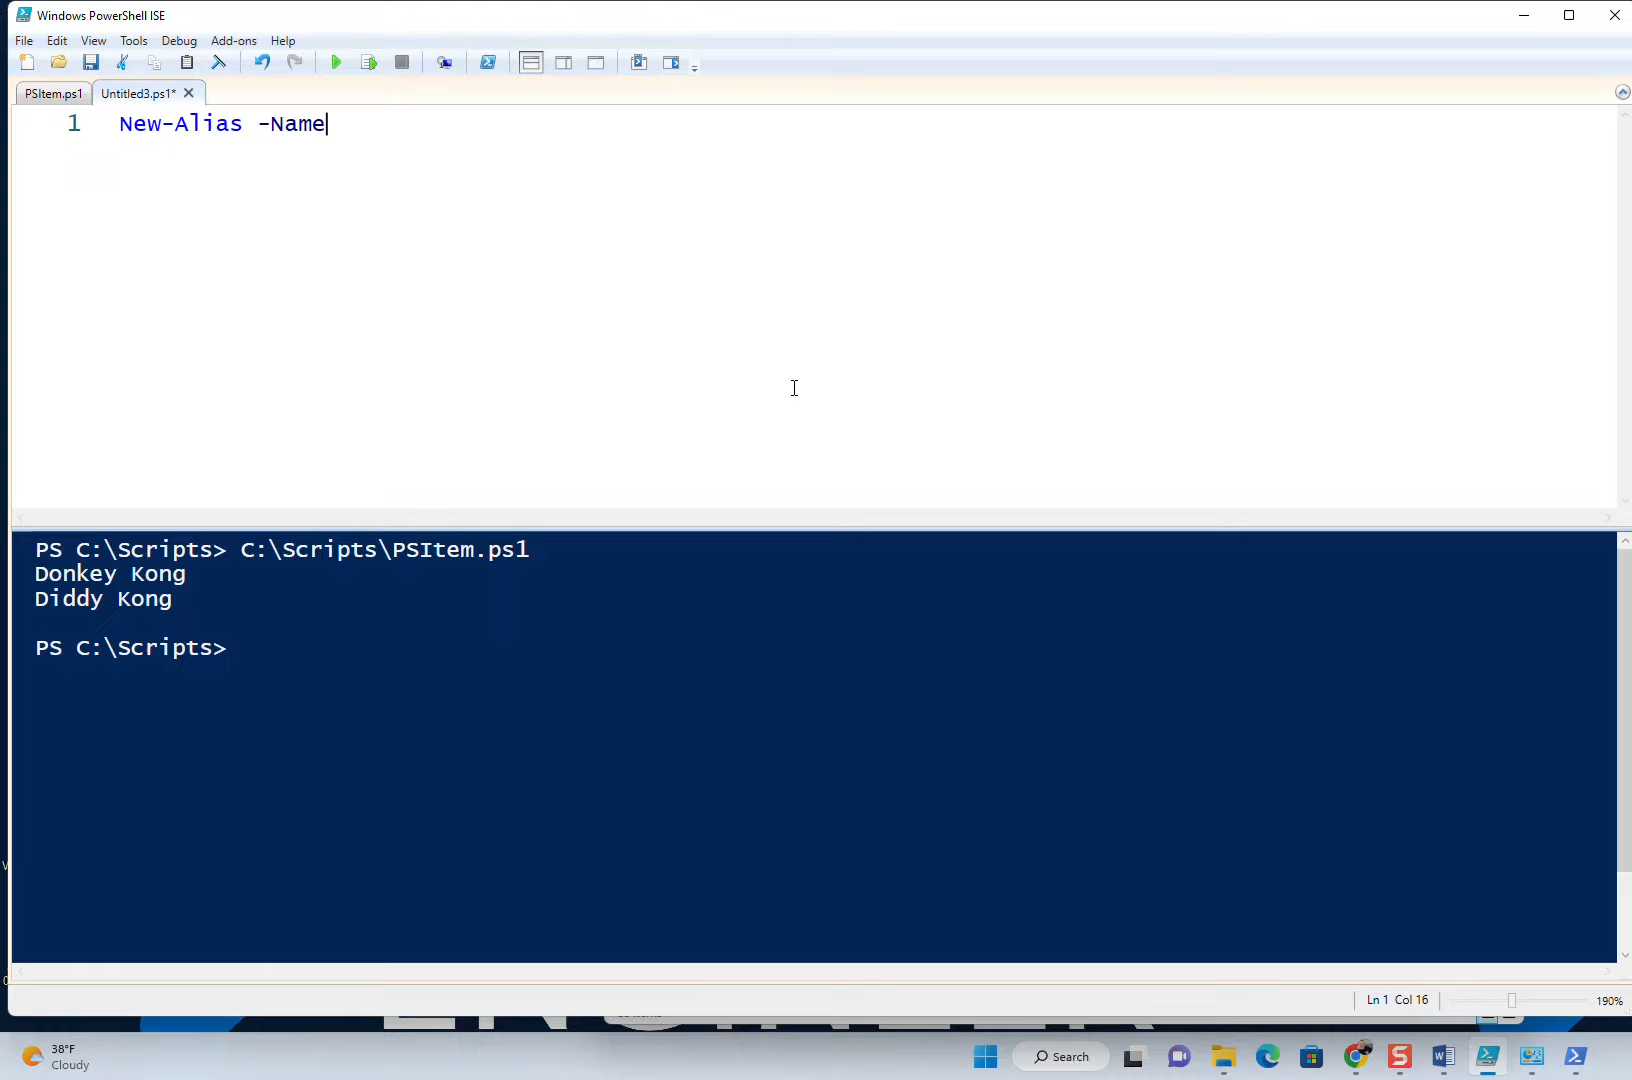 Windows PowerShell ISE
File Edit View Tools Debug Add-ons Help
PSItem.ps1 Untitled3.ps1*
1 New-Alias -Name
PS C:\Scripts> C:\Scripts\PSItem.ps1
Donkey Kong
Diddy Kong
PS C:\Scripts>
Ln 1 Col 16 190%
38°F
Cloudy
Search